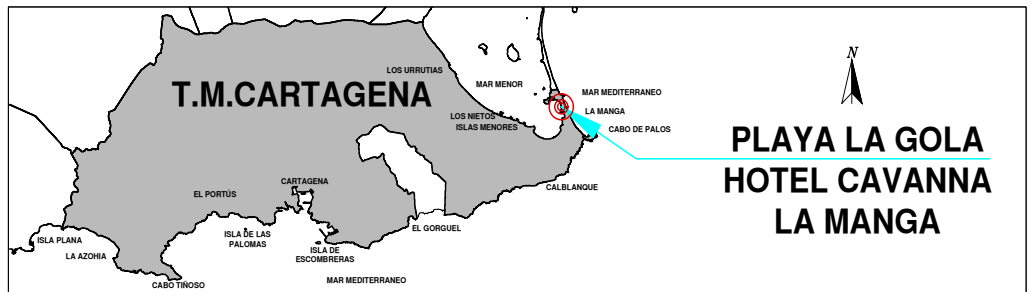 N
LOS URRUTIAS
T.M.CARTAGENA
MAR MENOR
MAR MEDITERRANEO
LA MANGA
LOS NIETOS
ISLAS MENORES
CABO DE PALOS
PLAYA LA GOLA
HOTEL CAVANNA
LA MANGA
CARTAGENA
CALBLANQUE
EL PORTÚS
EL GORGUEL
ISLA DE LAS
PALOMAS
ISLA PLANA
LA AZOHIA
ISLA DE
ESCOMBRERAS
MAR MEDITERRANEO
CABO TIÑOSO